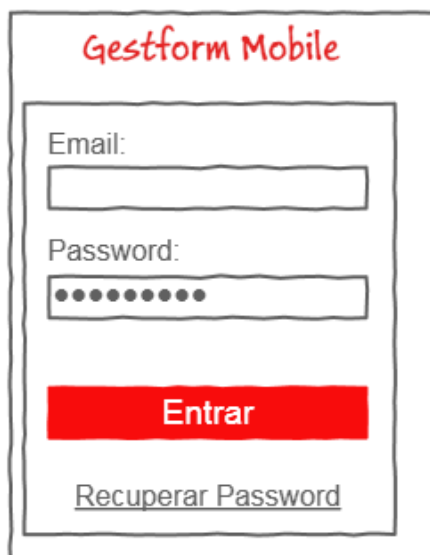 Gestform Mobile
Email:
Password:
●●●●●●●●●
Entrar
Recuperar Password